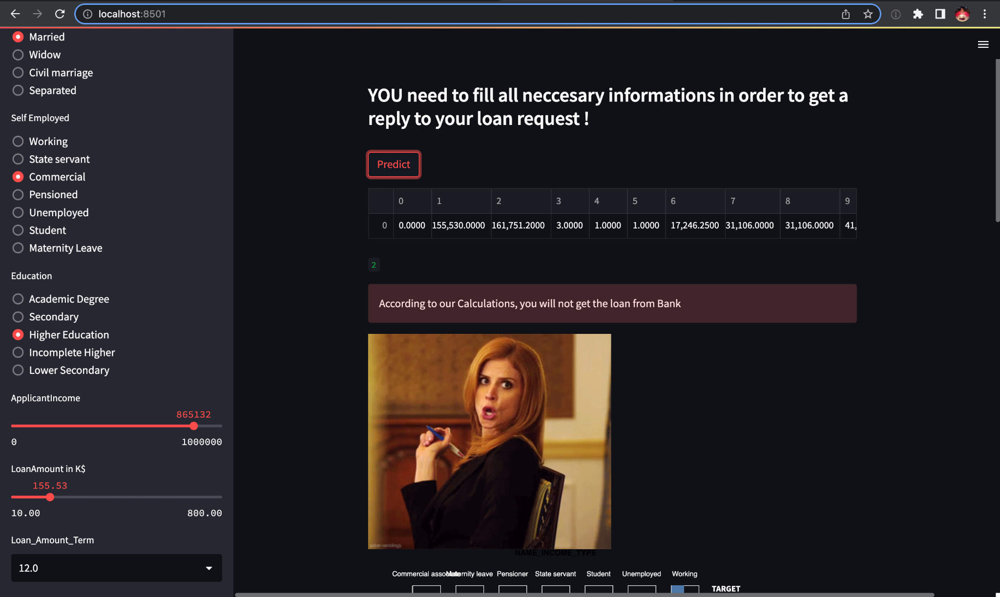 localhost:8501
Married
Widow
Civil marriage
Separated
Self Employed
Working
State servant
Commercial
Pensioned
Unemployed
Student
Maternity Leave
Education
Academic Degree
Secondary
Higher Education
Incomplete Higher
Lower Secondary
ApplicantIncome
865132
0 1000000
LoanAmount in K$
155.53
10.00 800.00
Loan_Amount_Term
12.0
YOU need to fill all neccesary informations in order to get a
reply to your loan request !
Predict
0 1 2 3 4 5 6 7 8 9
0 0.0000 155,530.0000 161,751.2000 3.0000 1.0000 1.0000 17,246.2500 31,106.0000 31,106.0000 41,
2
According to our Calculations, you will not get the loan from Bank
sober-ramblings
NAME_INCOME_TYPE
Commercial leave Pensioner State servant Student Unemployed Working
TARGET